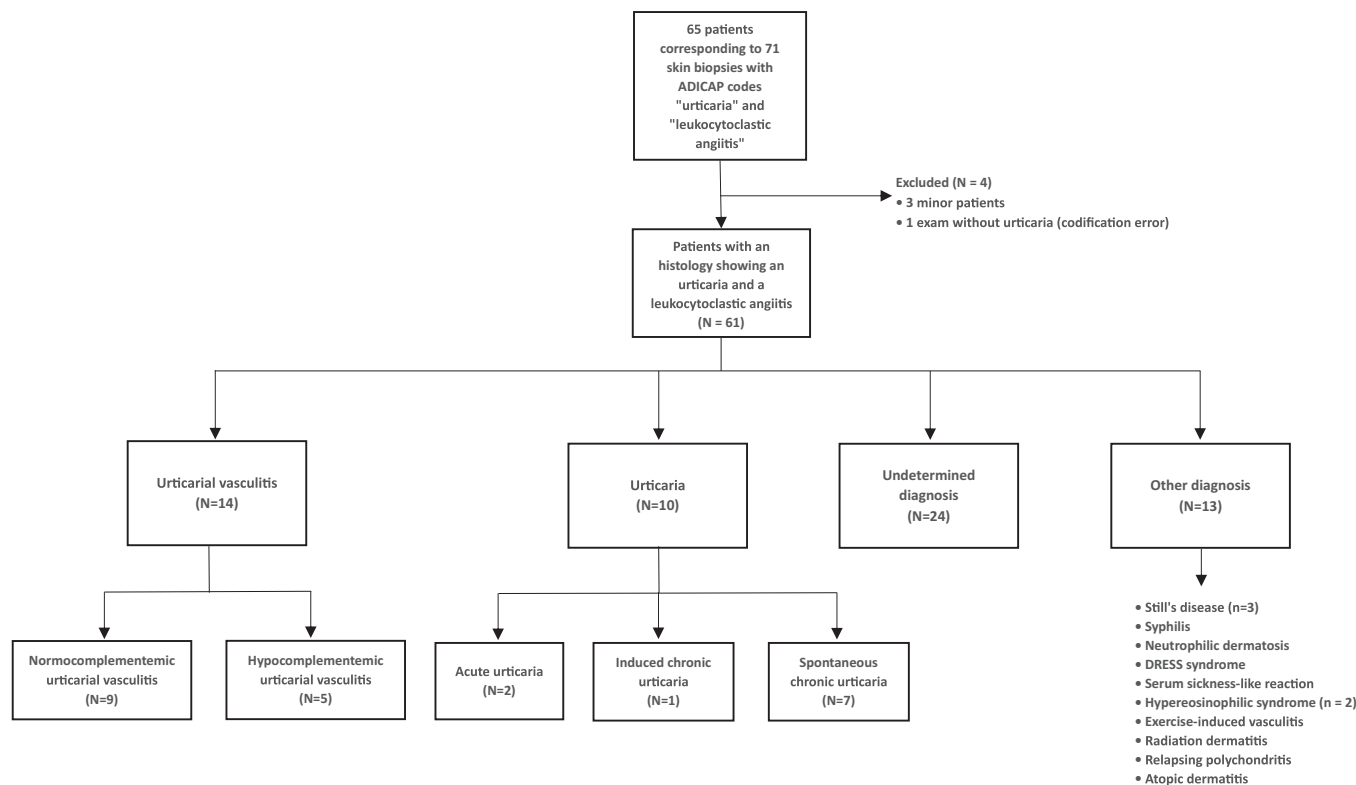 65 patients
corresponding to 71
skin biopsies with
ADICAP codes
"urticaria" and
"leukocytoclastic
angiitis"
Excluded (N = 4)
• 3 minor patients
• 1 exam without urticaria (codification error)
Patients with an
histology showing an
urticaria and a
leukocytoclastic angiitis
(N = 61)
Urticarial vasculitis
(N=14)
Urticaria
(N=10)
Undetermined
diagnosis
(N=24)
Other diagnosis
(N=13)
Normocomplementemic
urticarial vasculitis
(N=9)
Hypocomplementemic
urticarial vasculitis
(N=5)
Acute urticaria
(N=2)
Induced chronic
urticaria
(N=1)
Spontaneous
chronic urticaria
(N=7)
• Still's disease (n=3)
• Syphilis
• Neutrophilic dermatosis
• DRESS syndrome
• Serum sickness-like reaction
• Hypereosinophilic syndrome (n = 2)
• Exercise-induced vasculitis
• Radiation dermatitis
• Relapsing polychondritis
• Atopic dermatitis